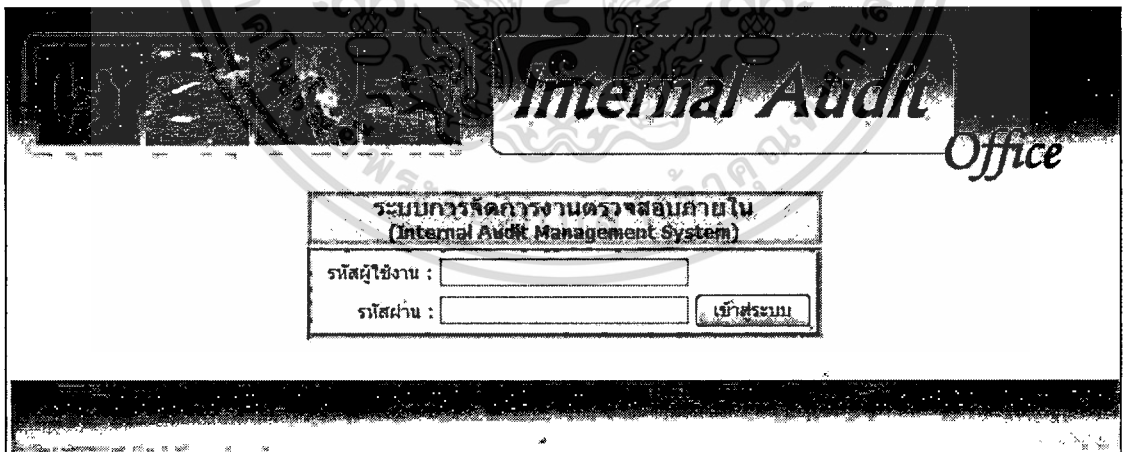 Internal Audit
Office
ระบบการจัดการงานตรวจสอบภายใน
(Internal Audit Management System)
รหัสผู้ใช้งาน :
รหัสผ่าน :
เข้าสู่ระบบ